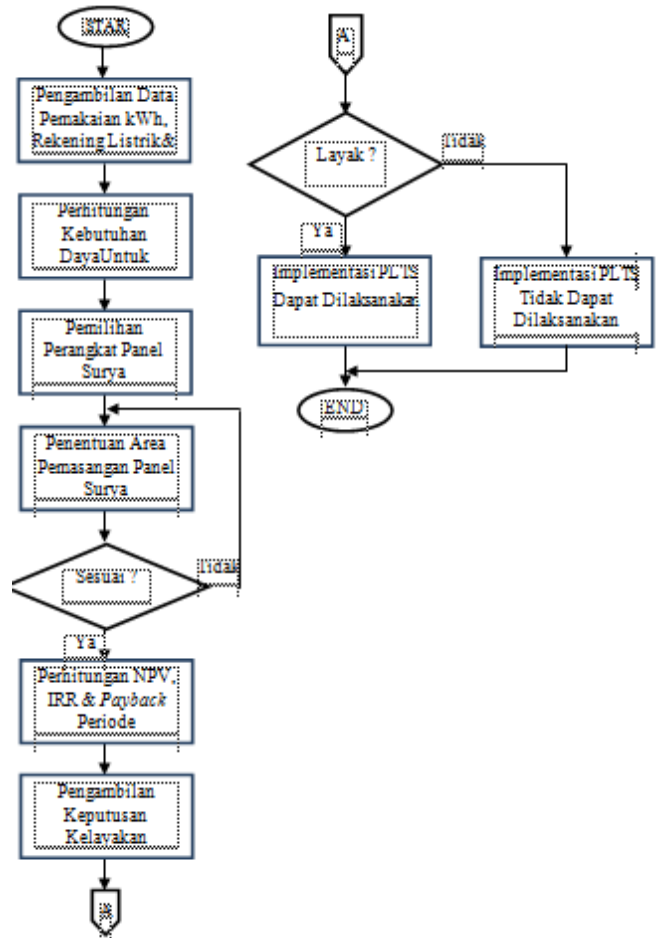 STAR
Pengambilan Data
Pemakaian kWh,
Rekening Listrik&
Perhitungan
Kebutuhan
DayaUntuk
Pemilihan
Perangkat Panel
Surya
Penentuan Area
Pemasangan Panel
Surya
Sesuai ?
Tidak
Ya
Perhitungan NPV,
IRR & Payback
Periode
Pengambilan
Keputusan
Kelayakan
A
Layak ?
Tidak
Ya
Implementasi PLTS
Dapat Dilaksanakan
Implementasi PLTS
Tidak Dapat
Dilaksanakan
END